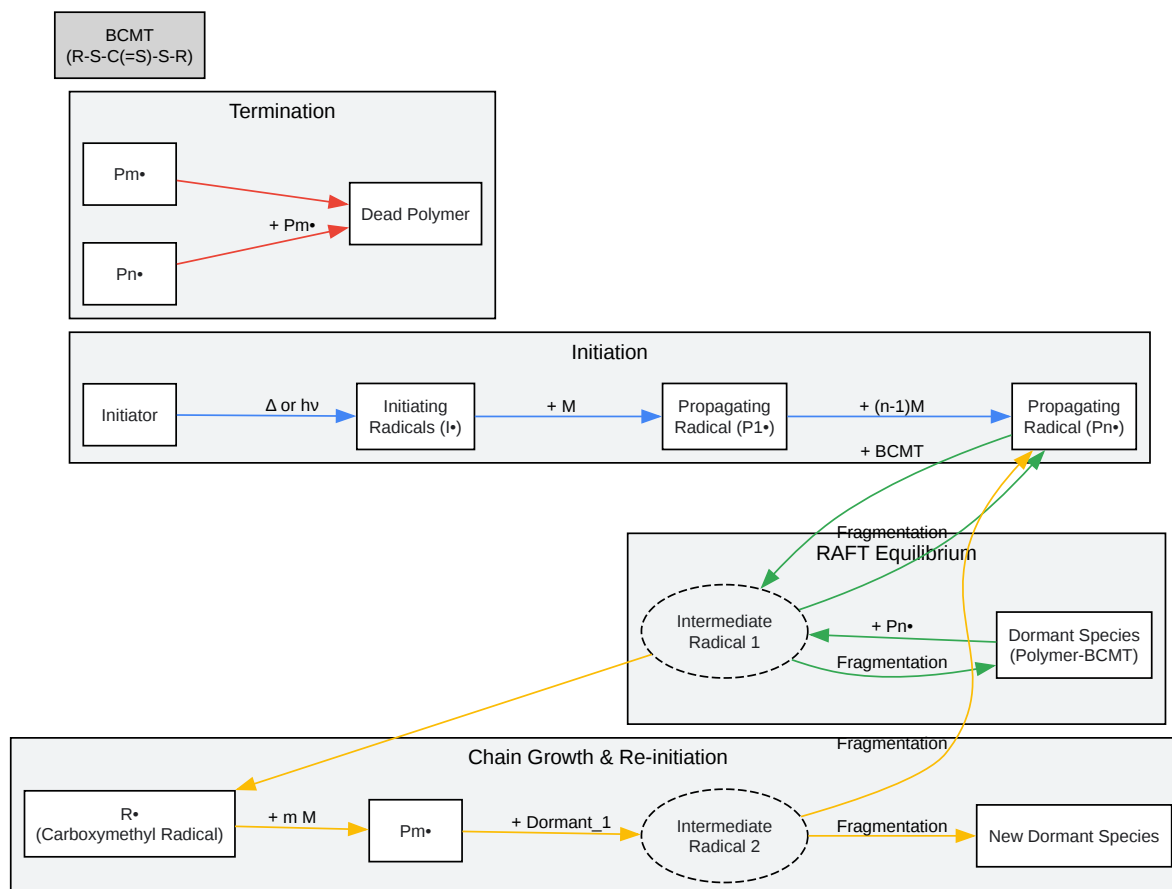 BCMT
(R-S-C(=S)-S-R)
Termination
Pm•
Dead Polymer
+ Pm•
Pn•
Initiation
Initiator
Δ or hν
Initiating
Radicals (I•)
+ M
Propagating
Radical (P1•)
+ (n-1)M
Propagating
Radical (Pn•)
+ BCMT
Fragmentation
RAFT Equilibrium
Intermediate
Radical 1
+ Pn•
Fragmentation
Dormant Species
(Polymer-BCMT)
Fragmentation
Chain Growth & Re-initiation
R•
(Carboxymethyl Radical)
+ m M
Pm•
+ Dormant_1
Intermediate
Radical 2
Fragmentation
New Dormant Species